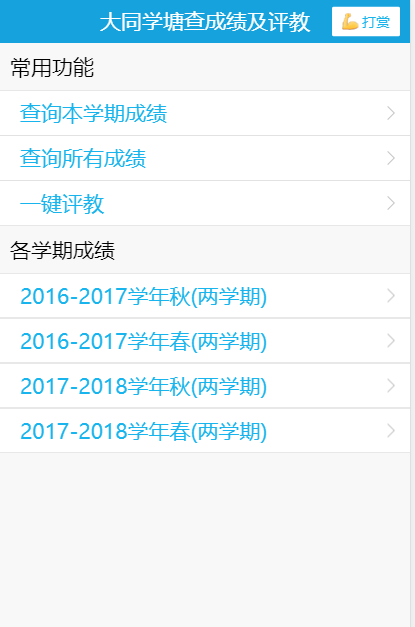 大同学塘查成绩及评教
打赏
常用功能
查询本学期成绩
查询所有成绩
一键评教
各学期成绩
2016-2017学年秋(两学期)
2016-2017学年春(两学期)
2017-2018学年秋(两学期)
2017-2018学年春(两学期)